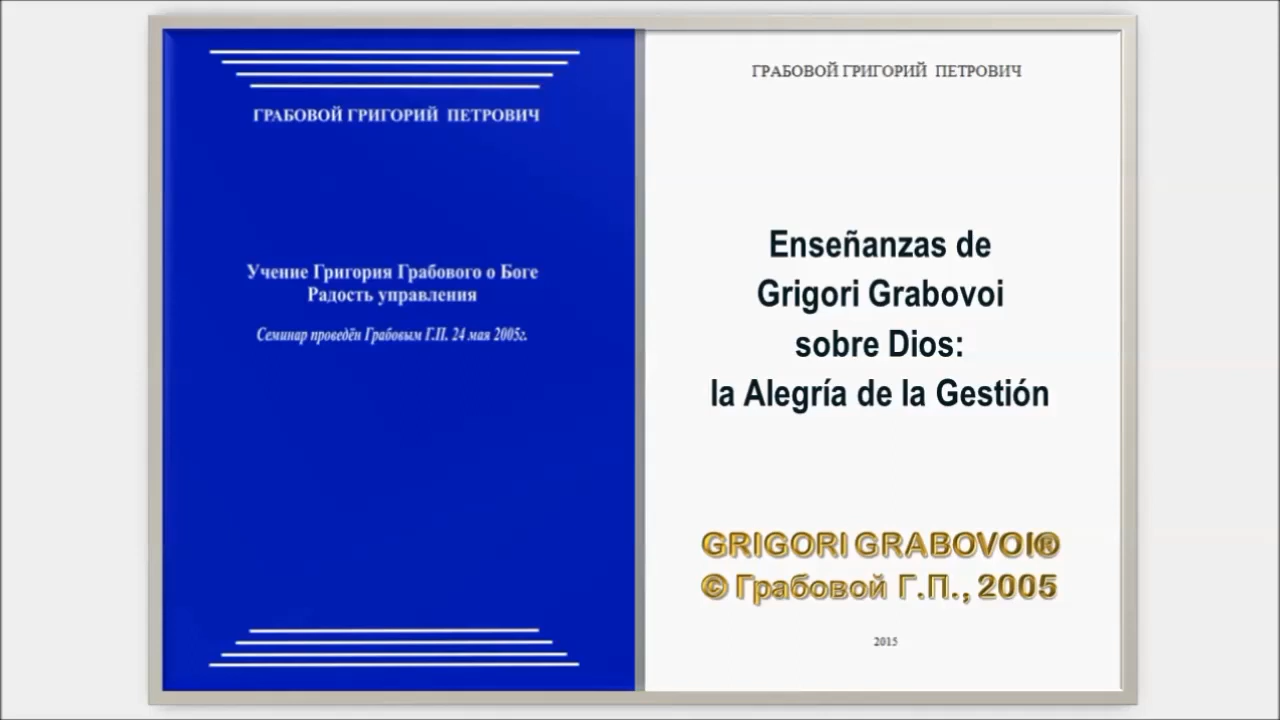 ГРАБОВОЙ ГРИГОРИЙ ПЕТРОВИЧ
Учение Григория Грабового о Боге
Радость управления
Семинар проведён Грабовым Г.П. 24 мая 2005г.
ГРАБОВОЙ ГРИГОРИЙ ПЕТРОВИЧ
Enseñanzas de
Grigori Grabovoi
sobre Dios:
la Alegría de la Gestión
GRIGORI GRABOVOI®
© Грабовой Г.П., 2005
2015